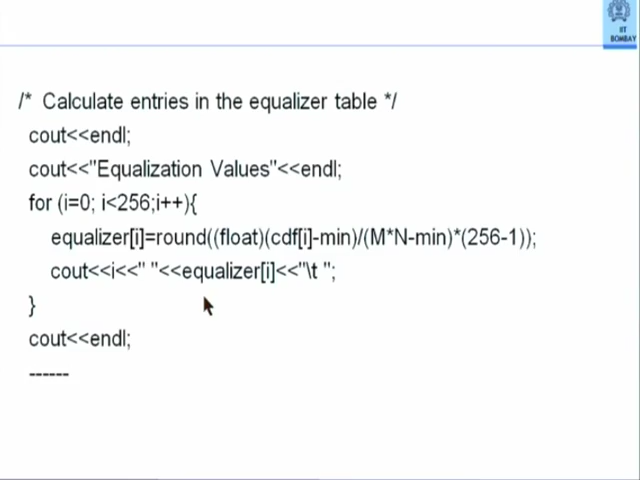 IIT
BOMBAY
/* Calculate entries in the equalizer table */
cout<<endl;
cout<<"Equalization Values"<<endl;
for (i=0; i<256;i++){
equalizer[i]=round((float)(cdf[i]-min)/(M*N-min)*(256-1));
cout<<i<<" "<<equalizer[i]<<"\t ";
}
cout<<endl;
------